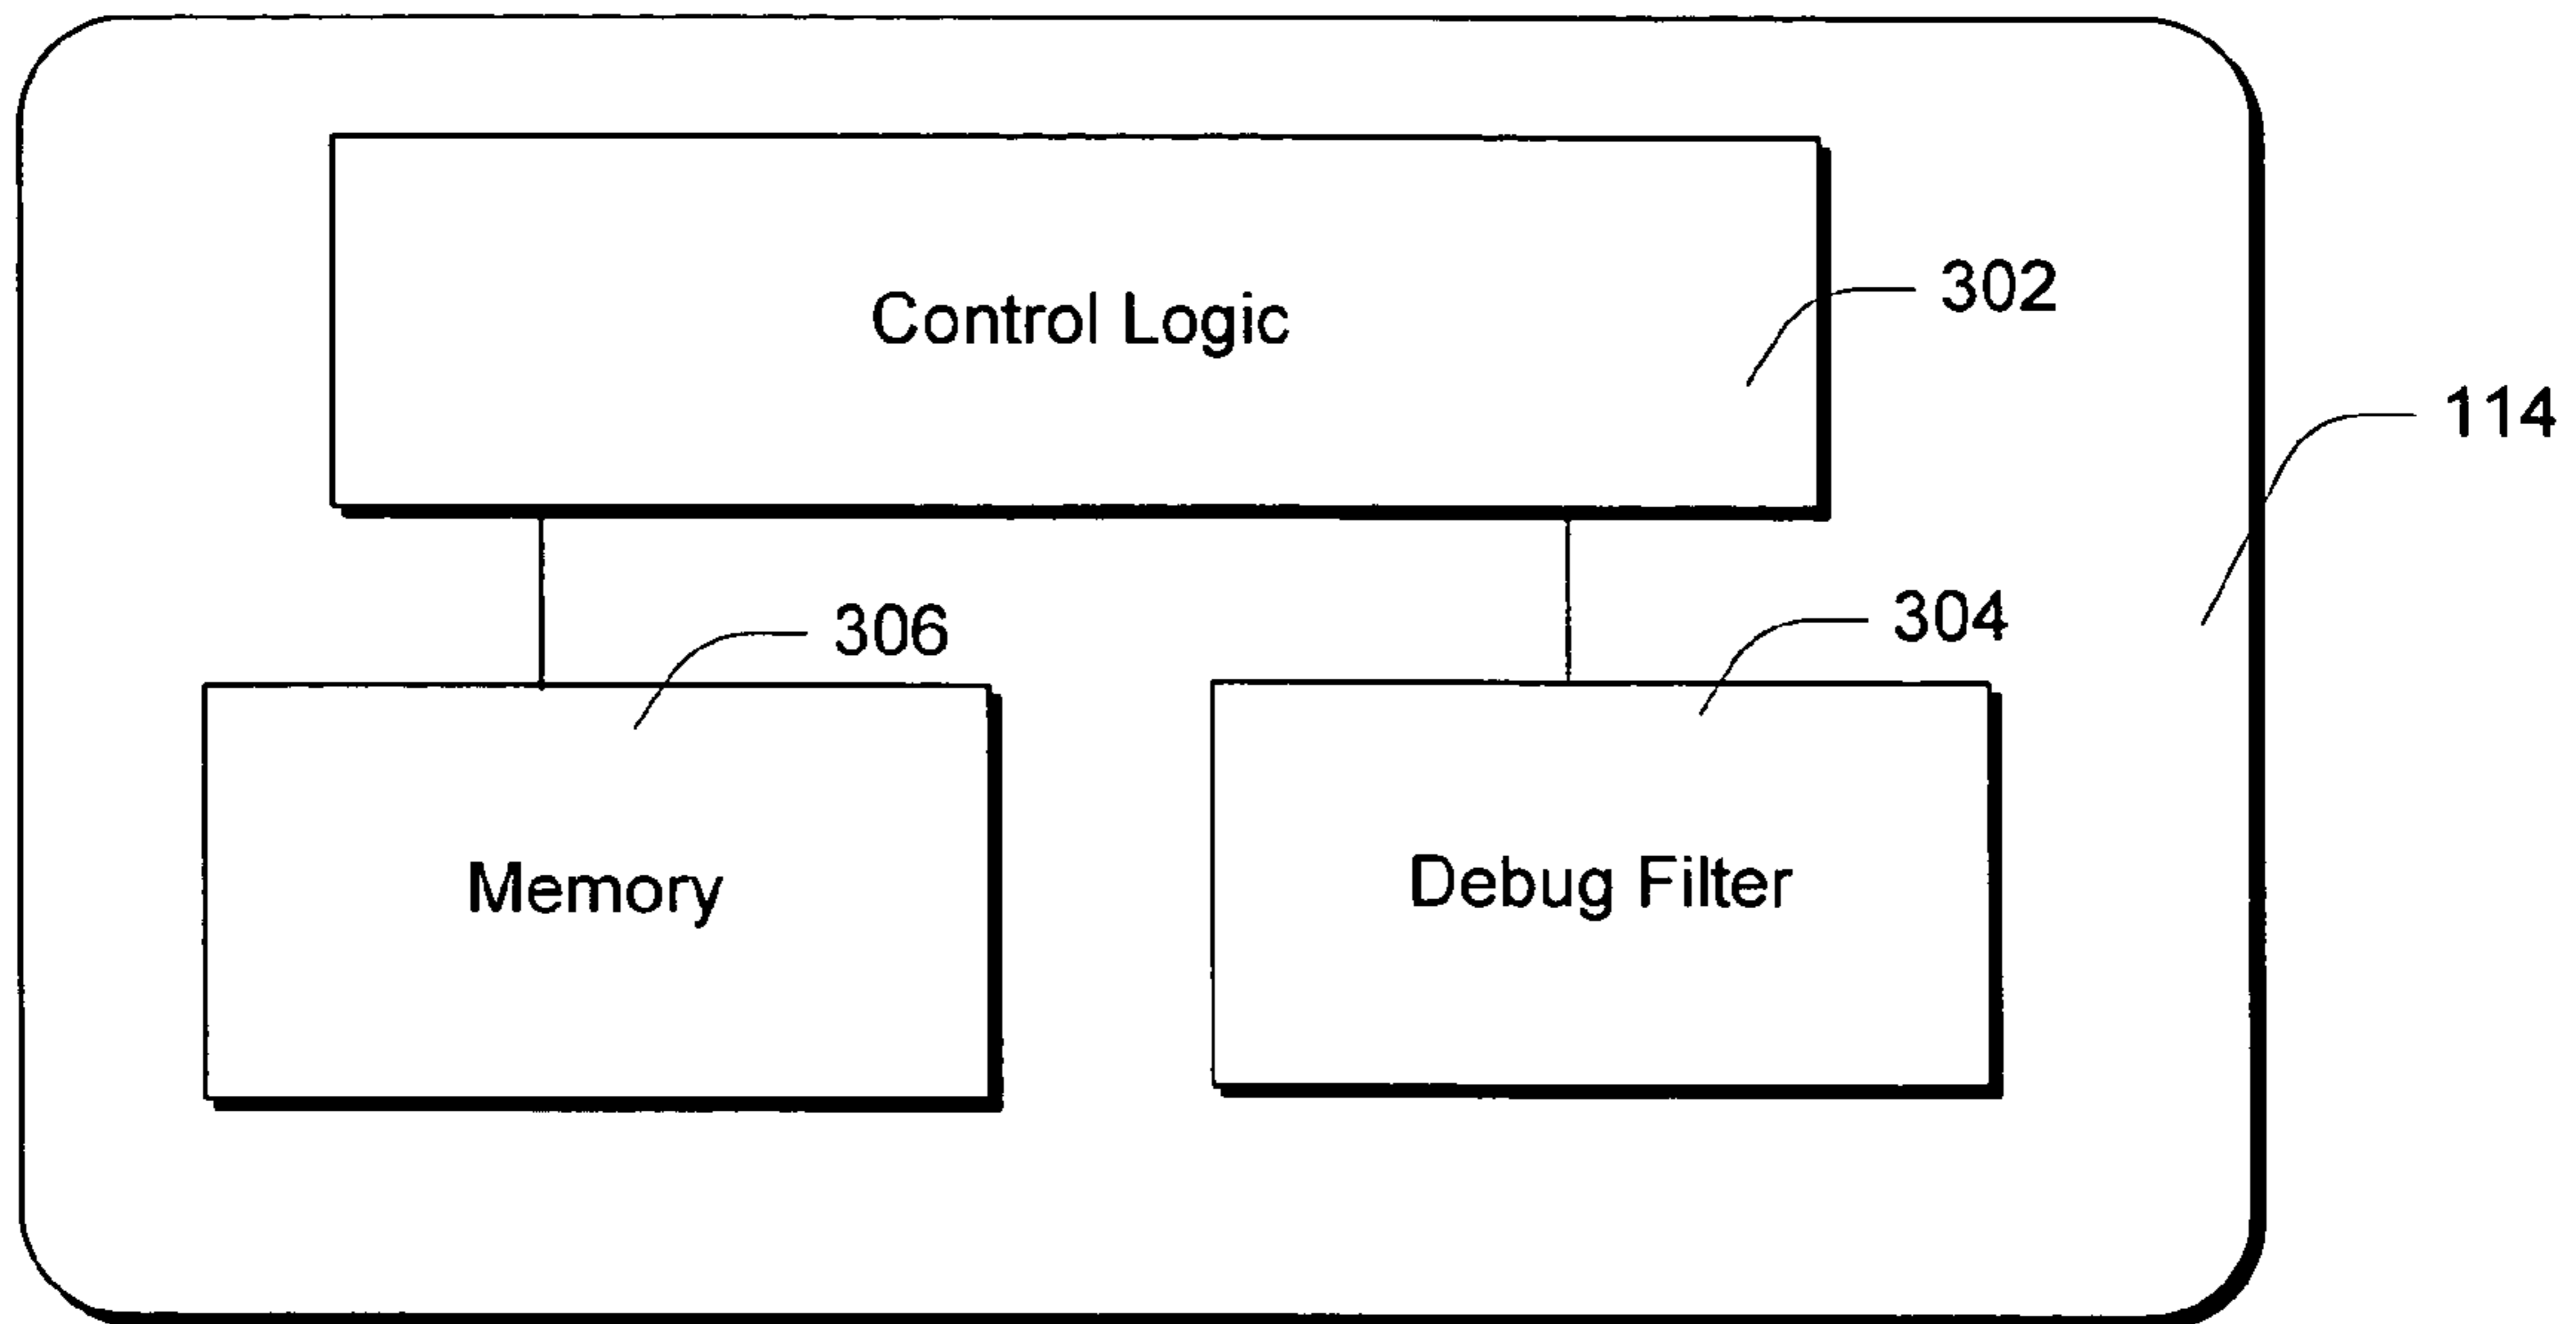 Control Logic
302
114
306
304
Memory
Debug Filter